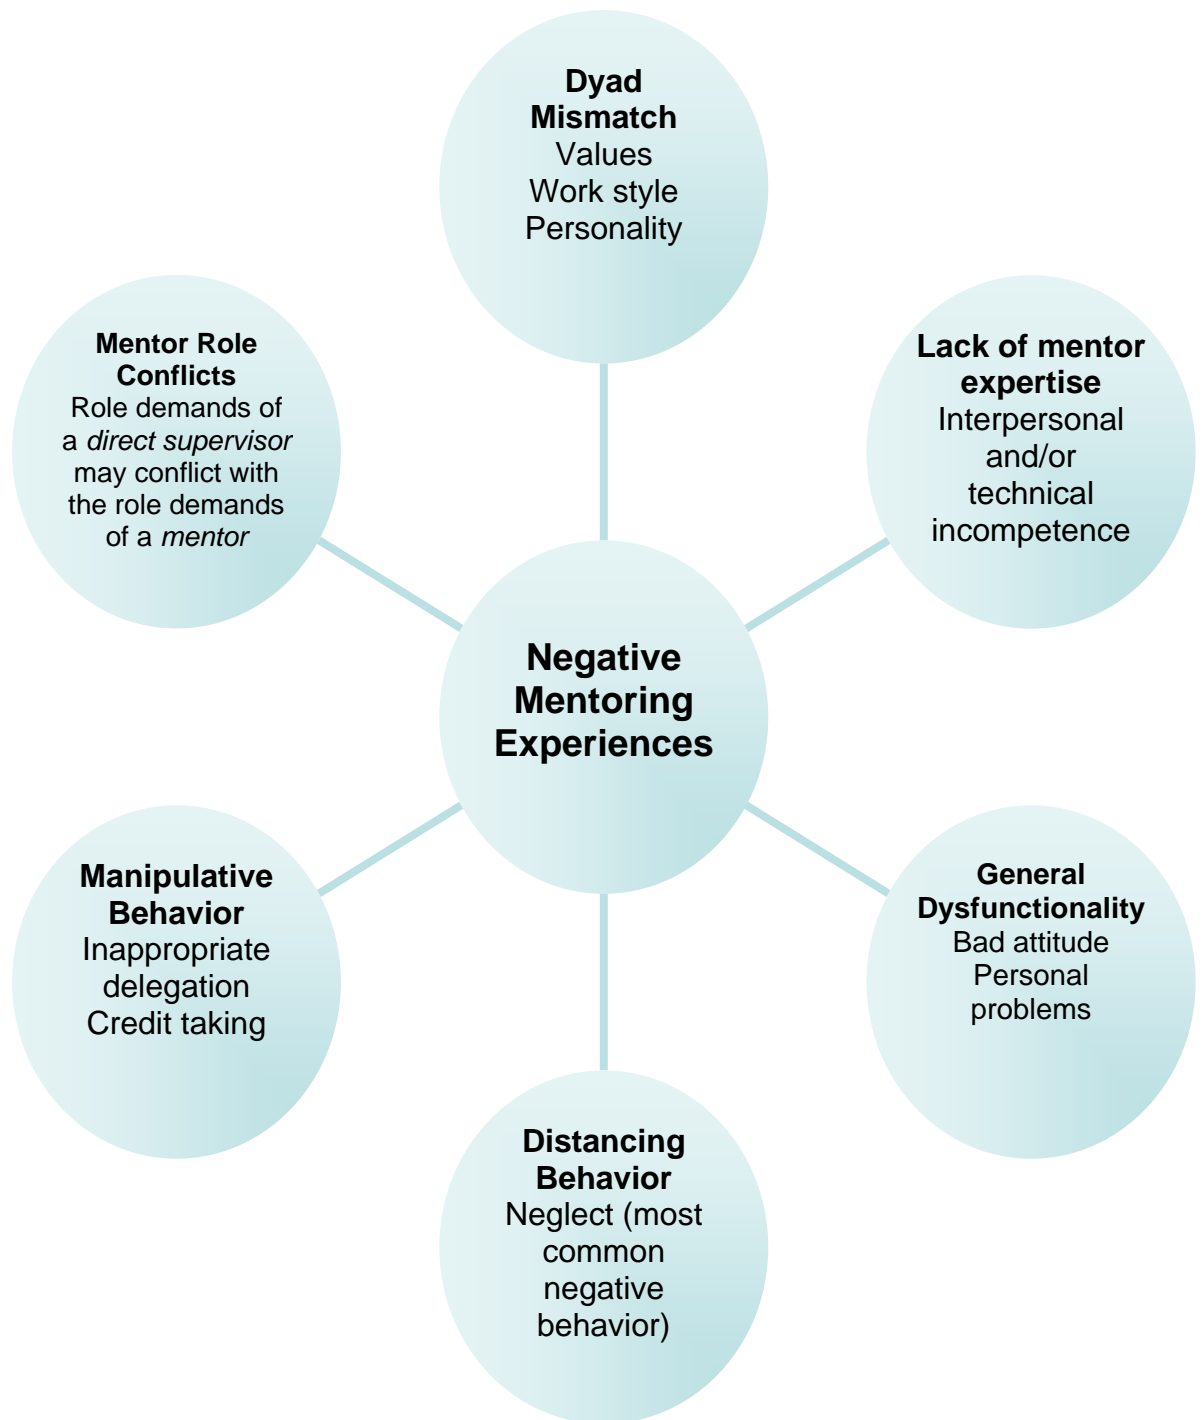 Dyad
Mismatch
Values
Work style
Personality
Mentor Role
Conflicts
Role demands of
a direct supervisor
may conflict with
the role demands
of a mentor
Lack of mentor
expertise
Interpersonal
and/or
technical
incompetence
Negative
Mentoring
Experiences
Manipulative
Behavior
Inappropriate
delegation
Credit taking
General
Dysfunctionality
Bad attitude
Personal
problems
Distancing
Behavior
Neglect (most
common
negative
behavior)